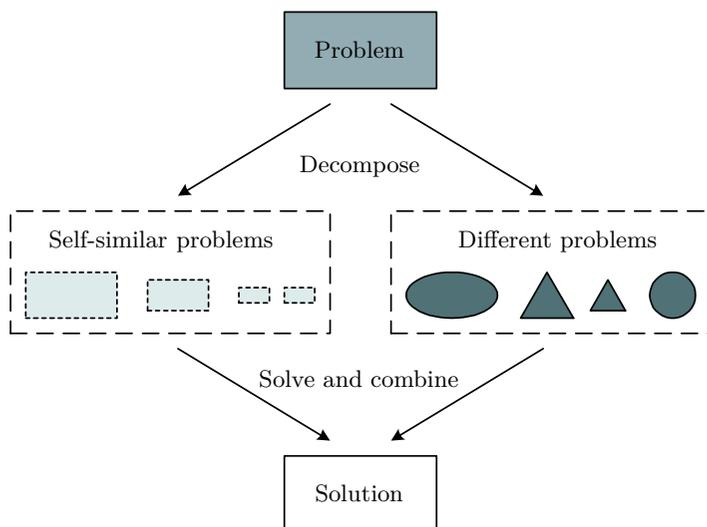 Problem
Decompose
Self-similar problems
Different problems
Solve and combine
Solution